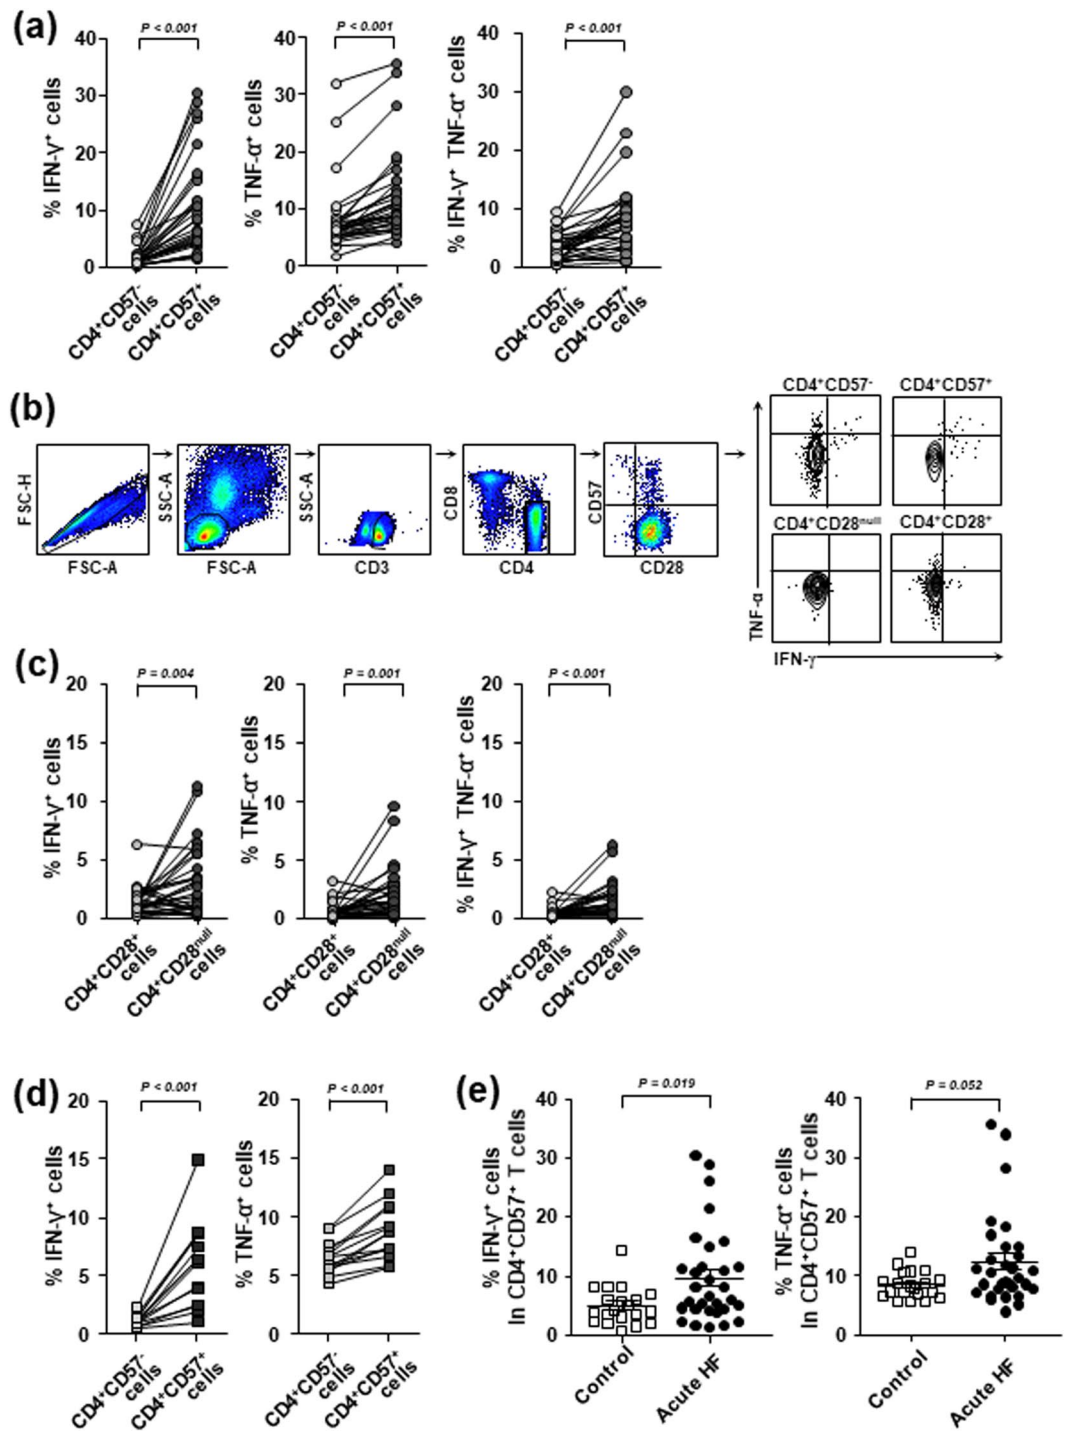 (a)
P < 0.001
P < 0.001
P < 0.001
% IFN-γ⁺ cells
40
30
20
10
0
CD4⁺CD57⁻ cells
CD4⁺CD57⁺ cells
% TNF-α⁺ cells
40
30
20
10
0
CD4⁺CD57⁻ cells
CD4⁺CD57⁺ cells
% IFN-γ⁺ TNF-α⁺ cells
40
30
20
10
0
CD4⁺CD57⁻ cells
CD4⁺CD57⁺ cells
(b)
FSC-H
FSC-A
SSC-A
FSC-A
SSC-A
CD3
CD8
CD4
CD57
CD28
CD4⁺CD57⁻
CD4⁺CD57⁺
CD4⁺CD28ⁿᵘˡˡ
CD4⁺CD28⁺
TNF-α
IFN-γ
(c)
P = 0.004
P = 0.001
P < 0.001
% IFN-γ⁺ cells
20
15
10
5
0
CD4⁺CD28⁺ cells
CD4⁺CD28ⁿᵘˡˡ cells
% TNF-α⁺ cells
20
15
10
5
0
CD4⁺CD28⁺ cells
CD4⁺CD28ⁿᵘˡˡ cells
% IFN-γ⁺ TNF-α⁺ cells
20
15
10
5
0
CD4⁺CD28⁺ cells
CD4⁺CD28ⁿᵘˡˡ cells
(d)
P < 0.001
P < 0.001
% IFN-γ⁺ cells
20
15
10
5
0
CD4⁺CD57⁻ cells
CD4⁺CD57⁺ cells
% TNF-α⁺ cells
20
15
10
5
0
CD4⁺CD57⁻ cells
CD4⁺CD57⁺ cells
(e)
P = 0.019
P = 0.052
% IFN-γ⁺ cells
In CD4⁺CD57⁺ T cells
40
30
20
10
0
Control
Acute HF
% TNF-α⁺ cells
In CD4⁺CD57⁺ T cells
40
30
20
10
0
Control
Acute HF